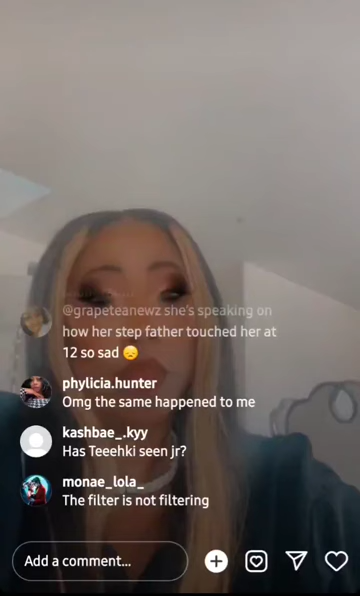 @grapeteanewz she's speaking on
how her step father touched her at
12 so sad 😞
phylicia.hunter
Omg the same happened to me
kashbae_.kyy
Has Teeehki seen jr?
monae_lola_
The filter is not filtering
Add a comment...